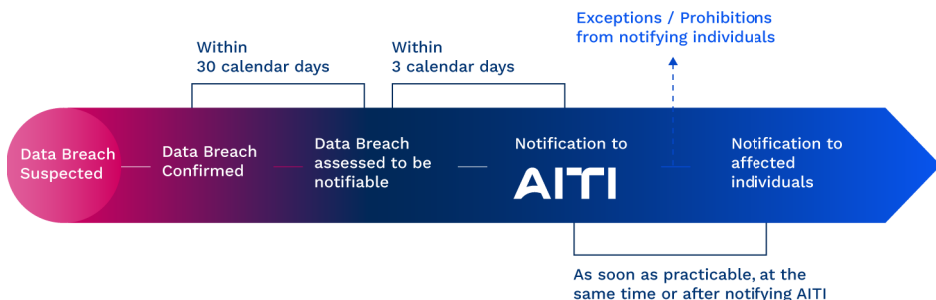 Exceptions / Prohibitions
from notifying individuals
Within
30 calendar days
Within
3 calendar days
Data Breach
Suspected
Data Breach
Confirmed
Data Breach
assessed to be
notifiable
Notification to
AITI
Notification to
affected
individuals
As soon as practicable, at the
same time or after notifying AITI